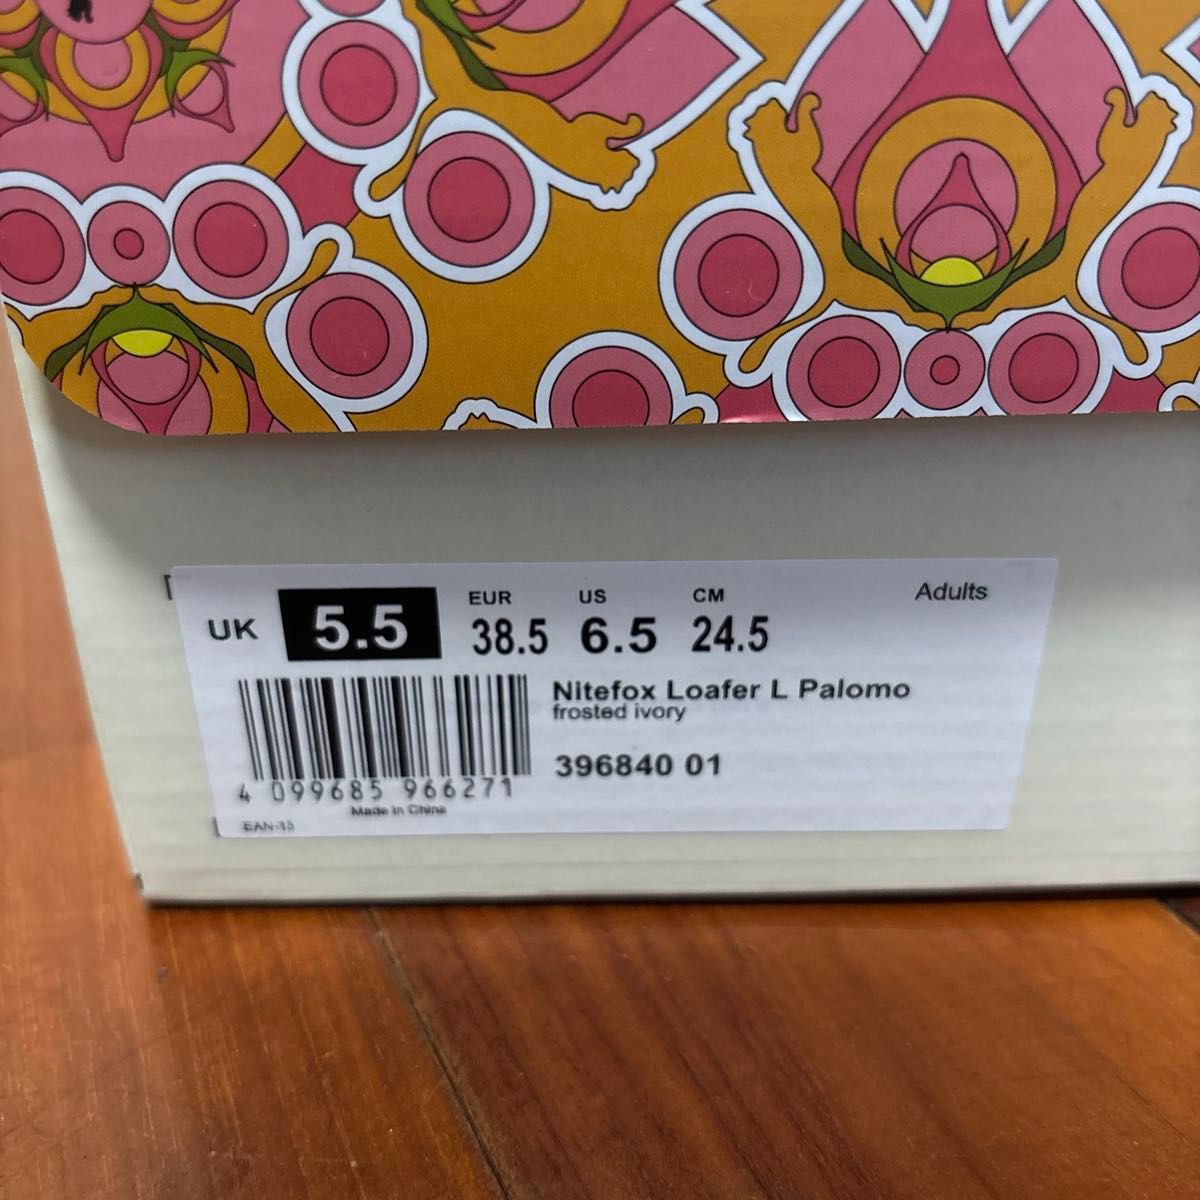 UK 5.5
EUR 38.5
US 6.5
CM 24.5
Adults
Nitefox Loafer L Palomo
frosted ivory
396840 01
4 099685 966271
Made in China
EAN-13